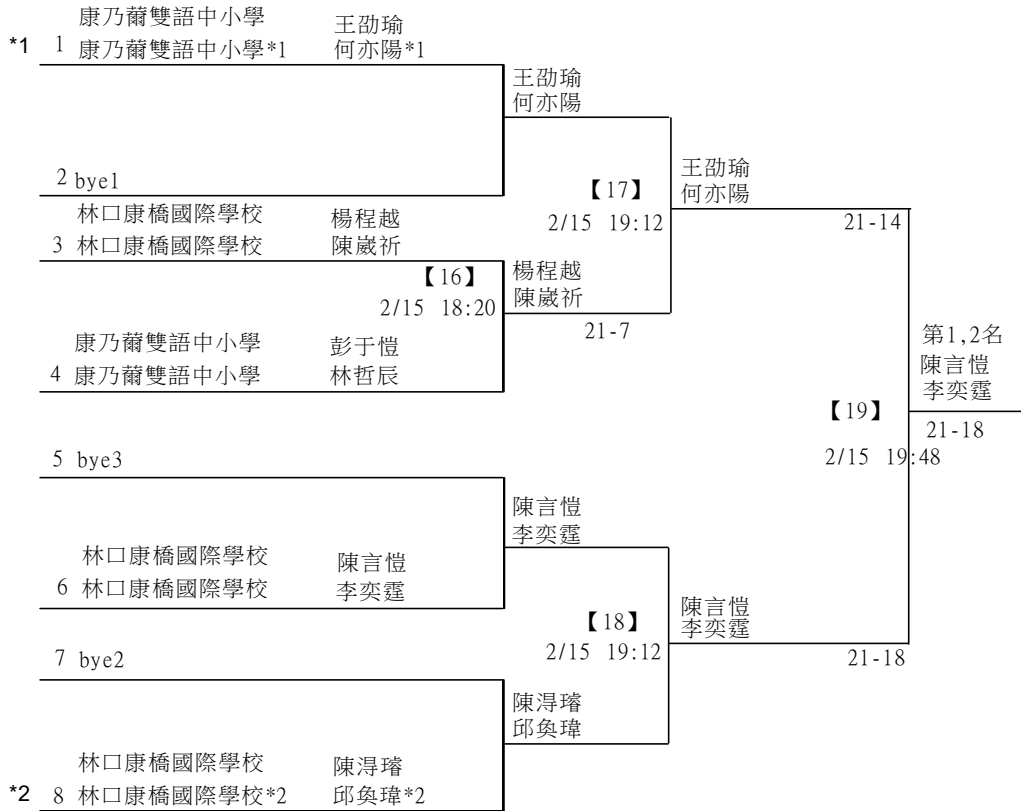 康乃薾雙語中小學 王劭瑜
*1 1 康乃薾雙語中小學*1 何亦陽*1
王劭瑜
何亦陽
2 bye1
【17】
2/15 19:12
王劭瑜
何亦陽
21-14
林口康橋國際學校 楊程越
3 林口康橋國際學校 陳崴祈
【16】
2/15 18:20
楊程越
陳崴祈
21-7
康乃薾雙語中小學 彭于愷
4 康乃薾雙語中小學 林哲辰
第1,2名
陳言愷
李奕霆
【19】
21-18
2/15 19:48
5 bye3
陳言愷
李奕霆
林口康橋國際學校 陳言愷
6 林口康橋國際學校 李奕霆
【18】
2/15 19:12
陳言愷
李奕霆
21-18
7 bye2
陳淂璿
邱奐瑋
林口康橋國際學校 陳淂璿
*2 8 林口康橋國際學校*2 邱奐瑋*2